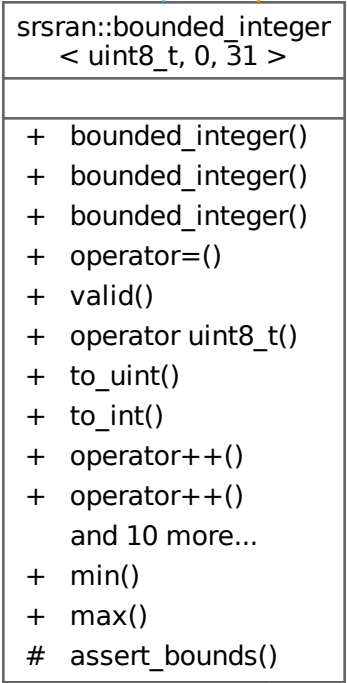 srsran::bounded_integer
< uint8_t, 0, 31 >
+ bounded_integer()
+ bounded_integer()
+ bounded_integer()
+ operator=()
+ valid()
+ operator uint8_t()
+ to_uint()
+ to_int()
+ operator++()
+ operator++()
and 10 more...
+ min()
+ max()
# assert_bounds()